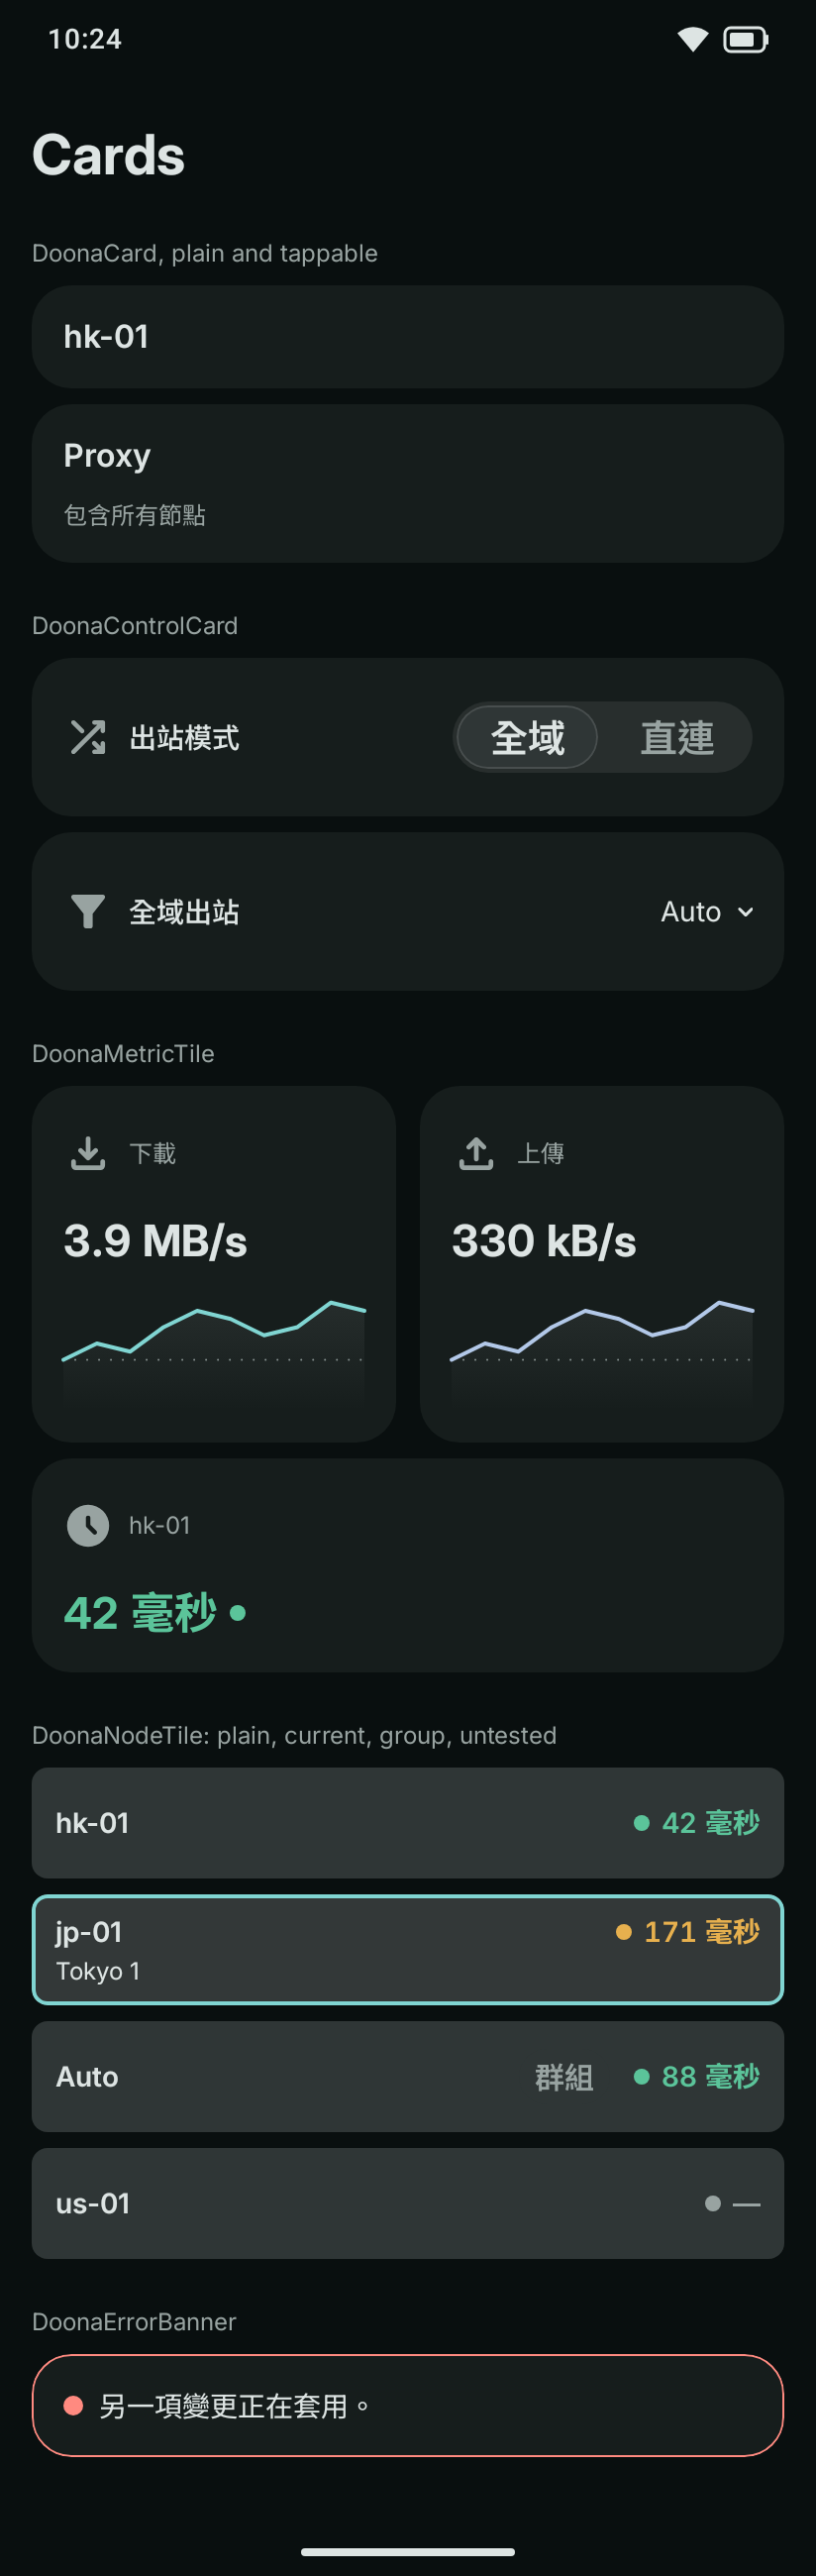 10:24
Cards
DoonaCard, plain and tappable
hk-01
Proxy
包含所有節點
DoonaControlCard
出站模式 全域 直連
全域出站 Auto
DoonaMetricTile
下載 上傳
3.9 MB/s 330 kB/s
hk-01
42 毫秒
DoonaNodeTile: plain, current, group, untested
hk-01 42 毫秒
jp-01 171 毫秒
Tokyo 1
Auto 群組 88 毫秒
us-01 —
DoonaErrorBanner
另一項變更正在套用。